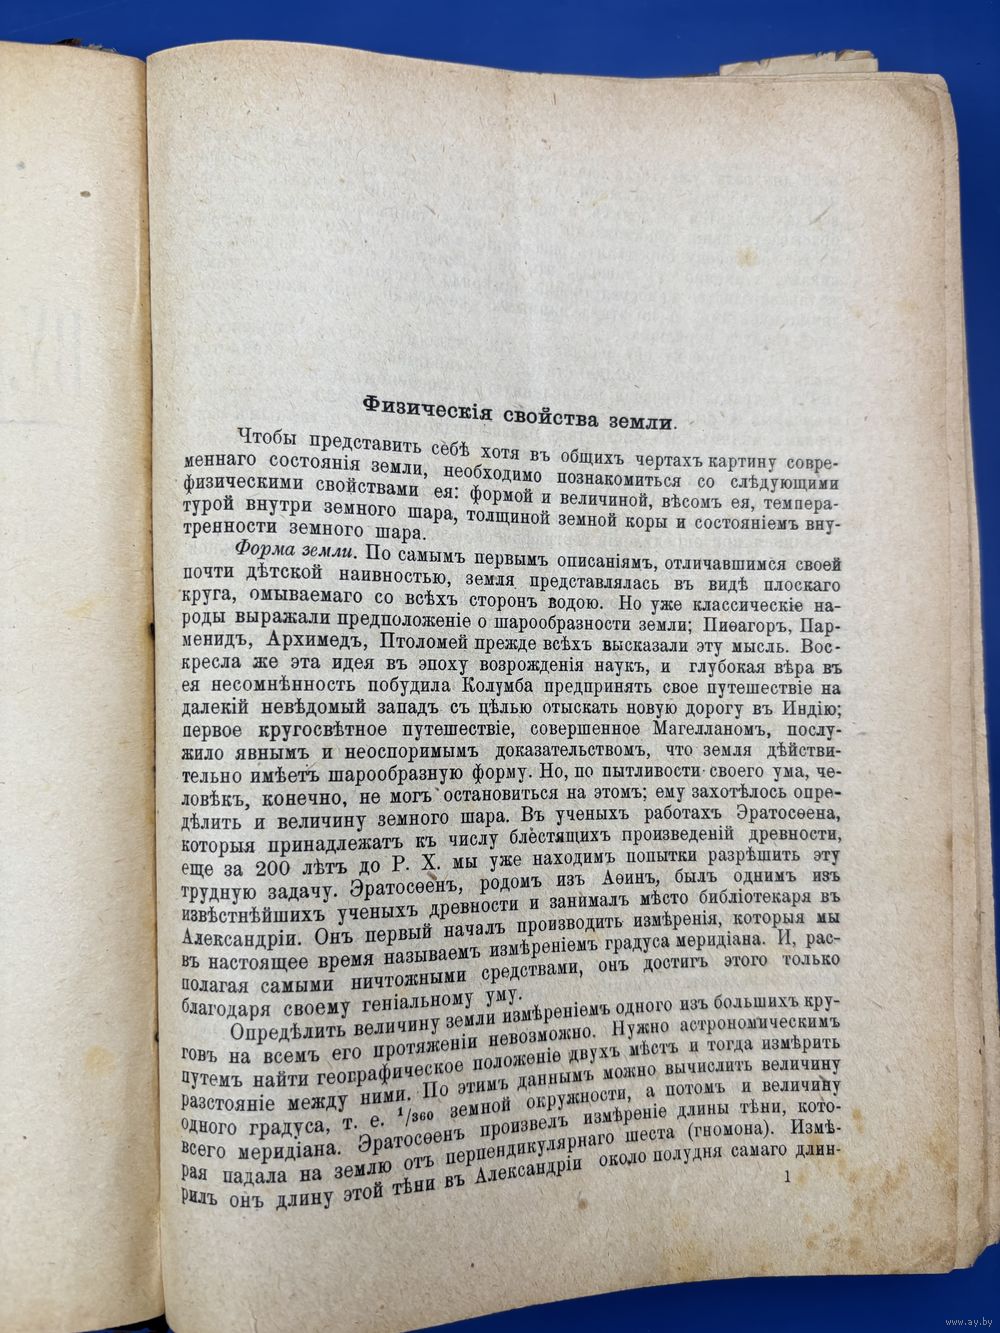 Физическія свойства земли.
Чтобы представить себѣ хотя въ общихъ чертахъ картину совре-
меннаго состоянія земли, необходимо познакомиться со слѣдующими
физическими свойствами ея: формой и величиной, вѣсомъ ея, темпера-
турой внутри земного шара, толщиной земной коры и состояніемъ вну-
тренности земного шара.
Форма земли. По самымъ первымъ описаніямъ, отличавшимся своей
почти дѣтской наивностью, земля представлялась въ видѣ плоскаго
круга, омываемаго со всѣхъ сторонъ водою. Но уже классическіе на-
роды выражали предположеніе о шарообразности земли; Пиѳагоръ, Пар-
менидъ, Архимедъ, Птоломей прежде всѣхъ высказали эту мысль. Вос-
кресла же эта идея въ эпоху возрожденія наукъ, и глубокая вѣра въ
ея несомнѣнность побудила Колумба предпринять свое путешествіе на
далекій невѣдомый западъ съ цѣлью отыскать новую дорогу въ Индію;
первое кругосвѣтное путешествіе, совершенное Магелланомъ, послу-
жило явнымъ и неоспоримымъ доказательствомъ, что земля дѣйстви-
тельно имѣетъ шарообразную форму. Но, по пытливости своего ума, че-
ловѣкъ, конечно, не могъ остановиться на этомъ; ему захотѣлось опре-
дѣлить и величину земного шара. Въ ученыхъ работахъ Эратосѳена,
которыя принадлежатъ къ числу блестящихъ произведеній древности,
еще за 200 лѣтъ до Р. Х. мы уже находимъ попытки разрѣшить эту
трудную задачу. Эратосѳенъ, родомъ изъ Аѳинъ, былъ однимъ изъ
извѣстнѣйшихъ ученыхъ древности и занималъ мѣсто библіотекаря въ
Александріи. Онъ первый началъ производить измѣренія, которыя мы
въ настоящее время называемъ измѣреніемъ градуса меридіана. И, рас-
полагая самыми ничтожными средствами, онъ достигъ этого только
благодаря своему геніальному уму.
Опредѣлить величину земли измѣреніемъ одного изъ большихъ кру-
говъ на всемъ его протяженіи невозможно. Нужно астрономическимъ
путемъ найти географическое положеніе двухъ мѣстъ и тогда измѣрить
разстояніе между ними. По этимъ даннымъ можно вычислить величину
одного градуса, т. е. 1/360 земной окружности, а потомъ и величину
всего меридіана. Эратосѳенъ произвелъ измѣреніе длины тѣни, кото-
рая падала на землю отъ перпендикулярнаго шеста (гномона). Измѣ-
рилъ онъ длину этой тѣни въ Александріи около полудня самаго длин-
1
www.ay.by